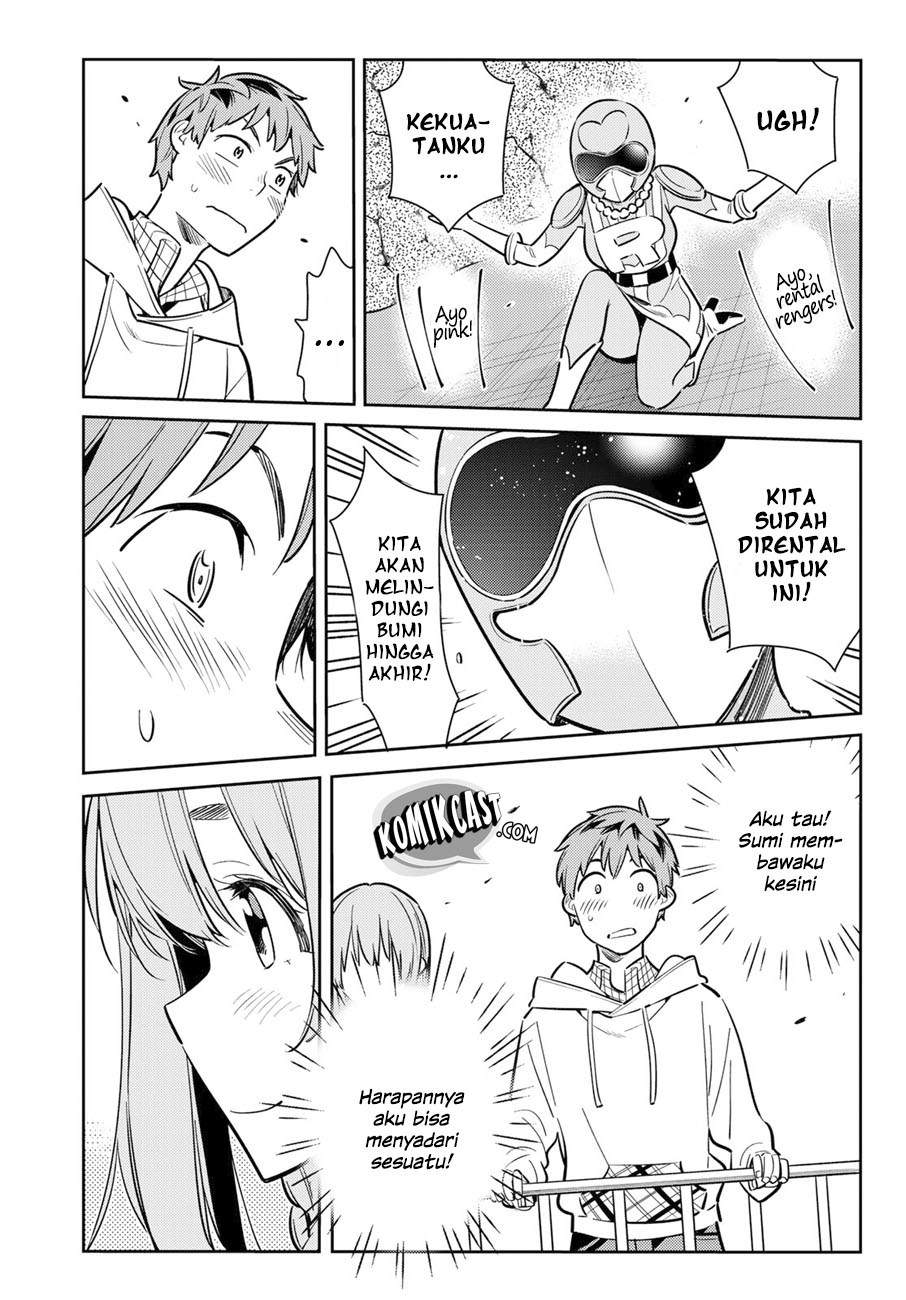 UGH!
KEKUA-
TANKU
...
Ayo,
rental
rengers!
Ayo
pink!
R
...
KITA
SUDAH
DIRENTAL
UNTUK
INI!
KITA
AKAN
MELIN-
DUNGI
BUMI
HINGGA
AKHIR!
Aku tau!
Sumi mem-
bawaku
kesini
KOMIKCAST
.COM
Harapannya
aku bisa
menyadari
sesuatu!